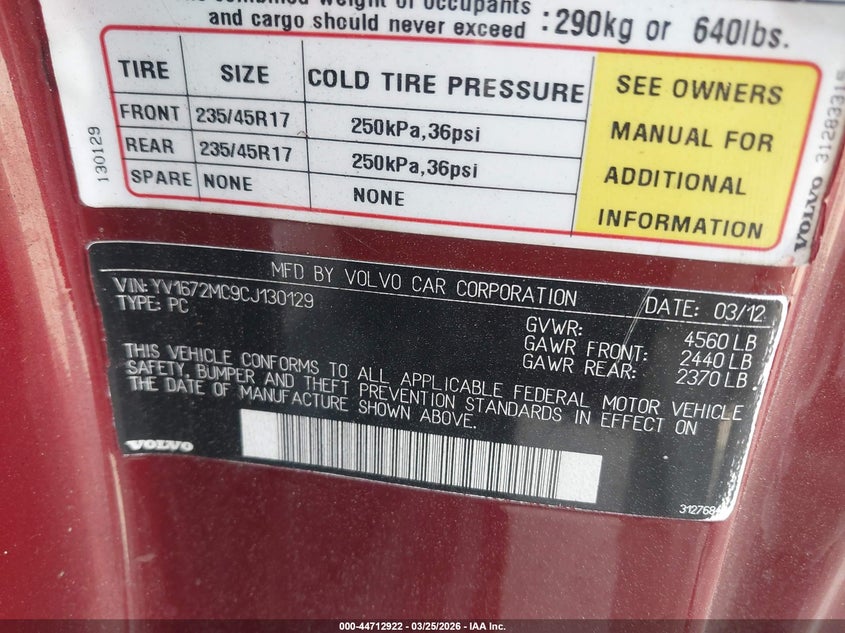 combined weight of occupants
and cargo should never exceed : 290kg or 640lbs.
TIRE SIZE COLD TIRE PRESSURE
FRONT 235/45R17 250kPa,36psi
REAR 235/45R17 250kPa,36psi
SPARE NONE NONE
SEE OWNERS
MANUAL FOR
ADDITIONAL
INFORMATION
130129
VOLVO 31283315
MFD BY VOLVO CAR CORPORATION DATE: 03/12
VIN: YV1672MC9CJ130129
TYPE: PC
GVWR: 4560 LB
GAWR FRONT: 2440 LB
GAWR REAR: 2370 LB
THIS VEHICLE CONFORMS TO ALL APPLICABLE FEDERAL MOTOR VEHICLE
SAFETY, BUMPER AND THEFT PREVENTION STANDARDS IN EFFECT ON
THE DATE OF MANUFACTURE SHOWN ABOVE.
VOLVO
000-44712922 — 03/25/2026 — IAA Inc.